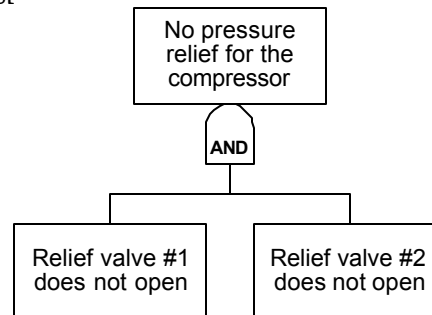 No pressure
relief for the
compressor
AND
Relief valve #1
does not open
Relief valve #2
does not open